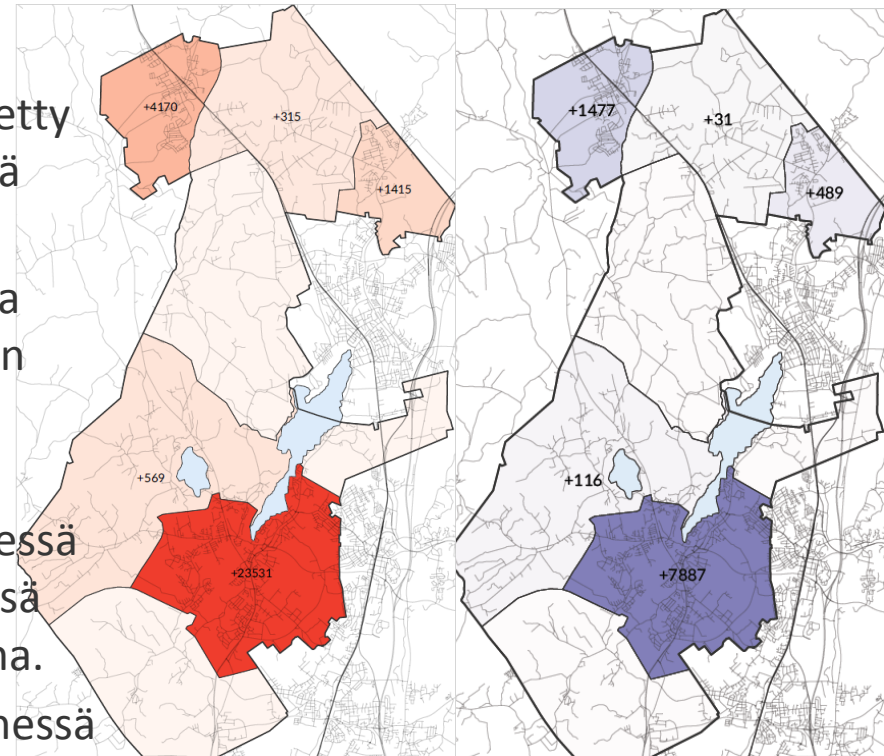 etty
ä
a
n
essä
sä
na.
nessä
+4170
+315
+1415
+569
+23531
+1477
+31
+489
+116
+7887